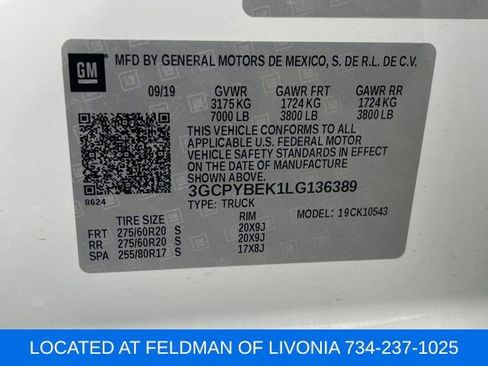 GM
MFD BY GENERAL MOTORS DE MEXICO, S. DE R.L. DE C.V.
09/19 GVWR GAWR FRT GAWR RR
3175 KG 1724 KG 1724 KG
7000 LB 3800 LB 3800 LB
THIS VEHICLE CONFORMS TO ALL
APPLICABLE U.S. FEDERAL MOTOR
VEHICLE SAFETY STANDARDS IN
EFFECT ON THE DATE OF MANUFACTURE
SHOWN ABOVE.
3GCPYBEK1LG136389
8624 TYPE: TRUCK
MODEL: 19CK10543
TIRE SIZE RIM
FRT 275/60R20 S 20X9J
RR 275/60R20 S 20X9J
SPA 255/80R17 S 17X8J
LOCATED AT FELDMAN OF LIVONIA 734-237-1025